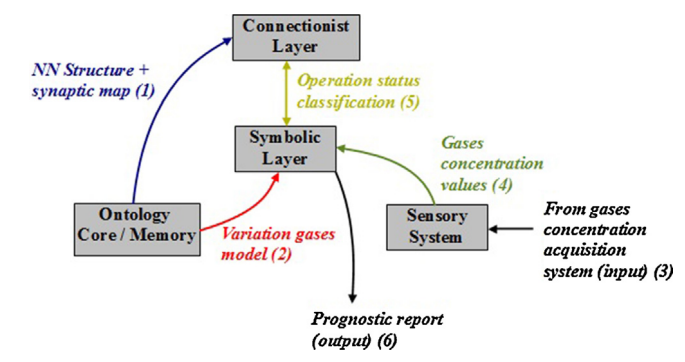 Connectionist
Layer
NN Structure +
synaptic map (1)
Operation status
classification (5)
Symbolic
Layer
Gases
concentration
values (4)
Ontology
Core / Memory
Variation gases
model (2)
Sensory
System
From gases
concentration
acquisition
system (input) (3)
Prognostic report
(output) (6)